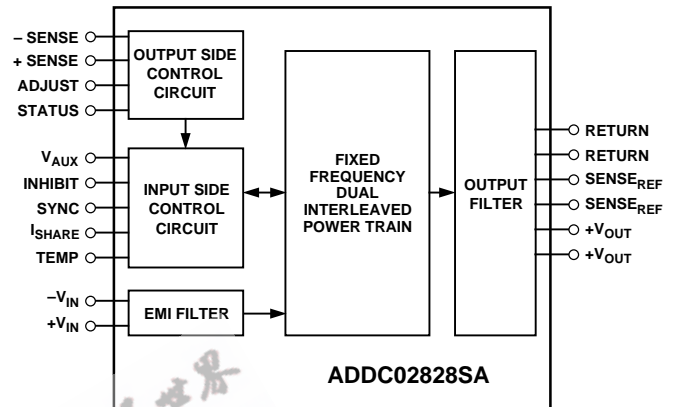 – SENSE
+ SENSE
ADJUST
STATUS
OUTPUT SIDE
CONTROL
CIRCUIT
VAUX
INHIBIT
SYNC
ISHARE
TEMP
INPUT SIDE
CONTROL
CIRCUIT
–VIN
+VIN
EMI FILTER
FIXED
FREQUENCY
DUAL
INTERLEAVED
POWER TRAIN
OUTPUT
FILTER
RETURN
RETURN
SENSEREF
SENSEREF
+VOUT
+VOUT
ADDC02828SA